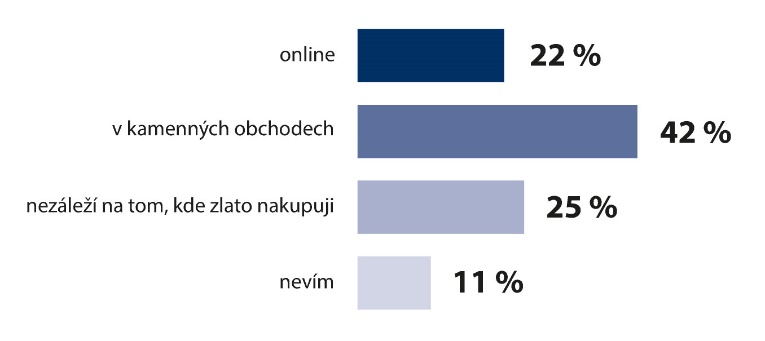 online 22 %
v kamenných obchodech 42 %
nezáleží na tom, kde zlato nakupuji 25 %
nevím 11 %